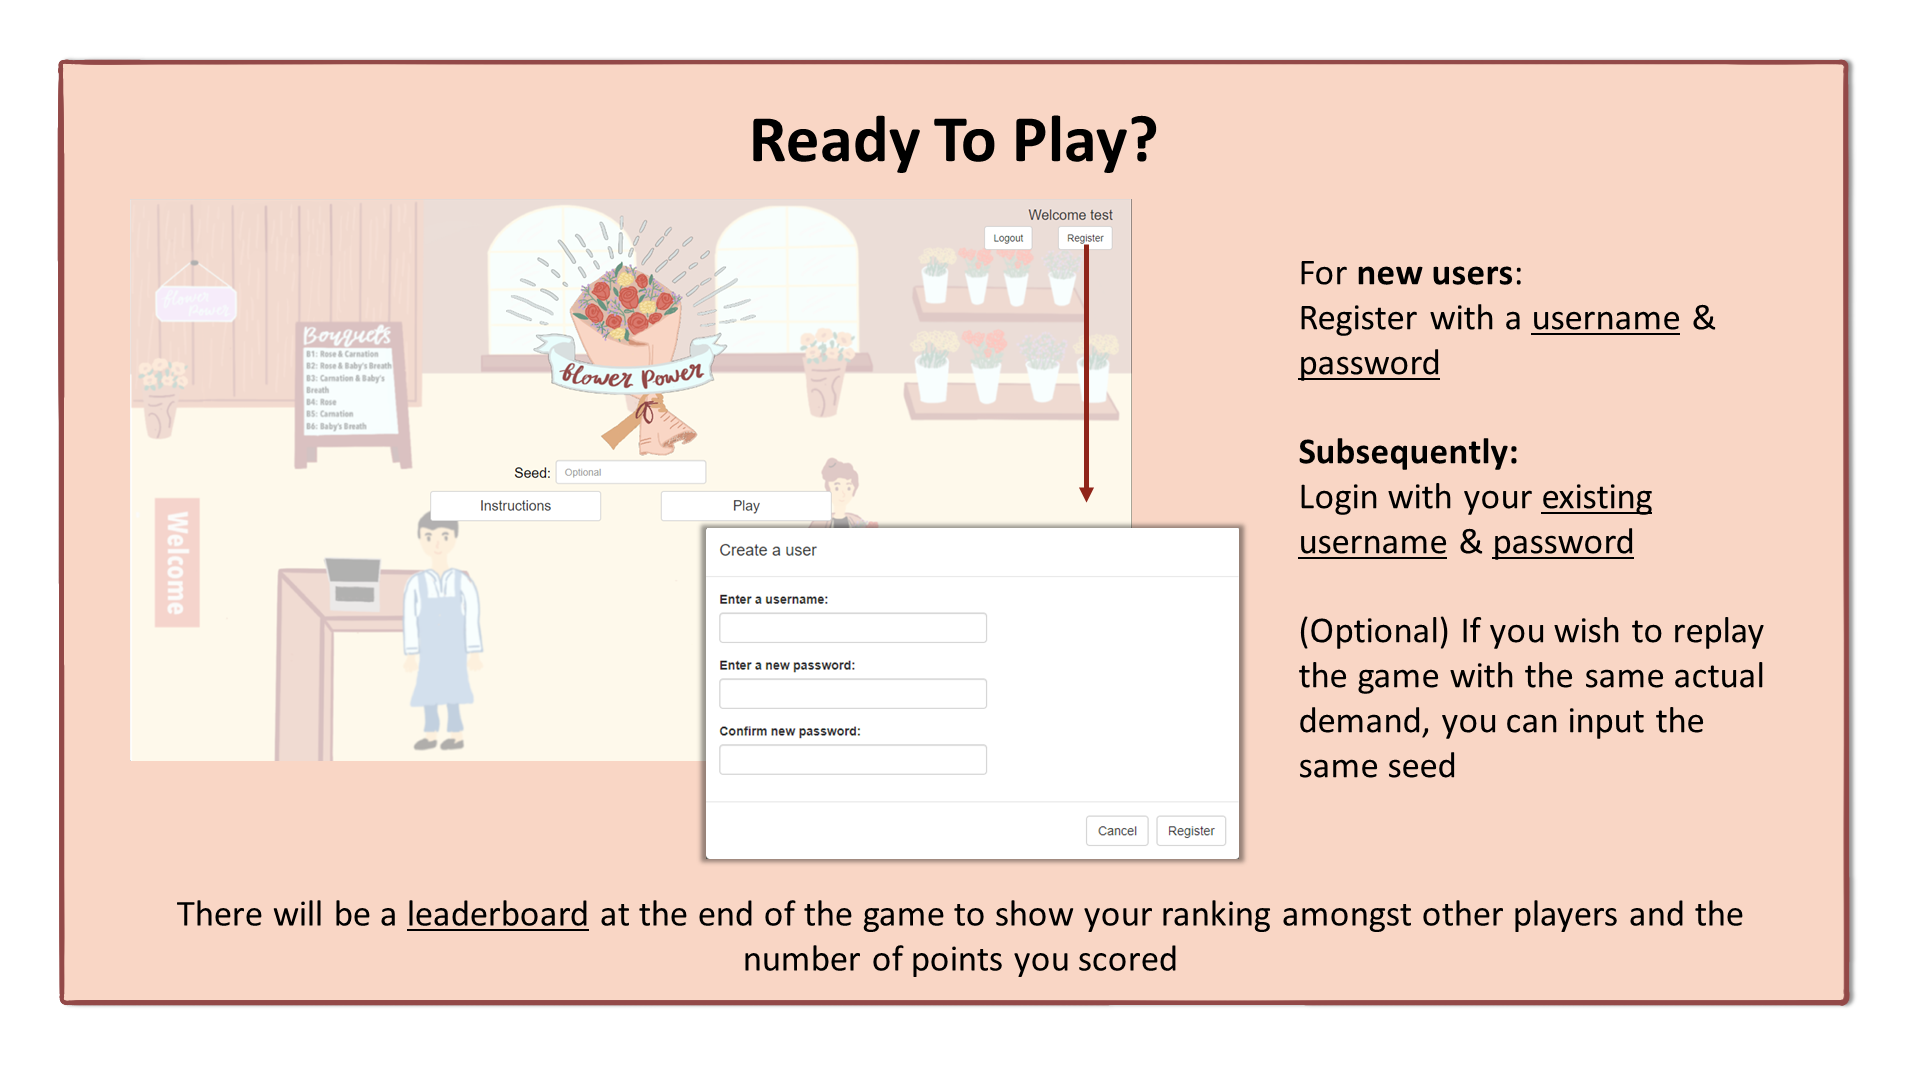 Ready To Play?
Welcome test
Logout
Register
flower
Power
Bouquets
B1: Rose & Carnation
B2: Rose & Baby's Breath
B3: Carnation & Baby's
Breath
B4: Rose
B5: Carnation
B6: Baby's Breath
flower Power
Seed: Optional
Instructions
Play
Welcome
Create a user
Enter a username:
Enter a new password:
Confirm new password:
Cancel
Register
For new users:
Register with a username &
password
Subsequently:
Login with your existing
username & password
(Optional) If you wish to replay
the game with the same actual
demand, you can input the
same seed
There will be a leaderboard at the end of the game to show your ranking amongst other players and the
number of points you scored